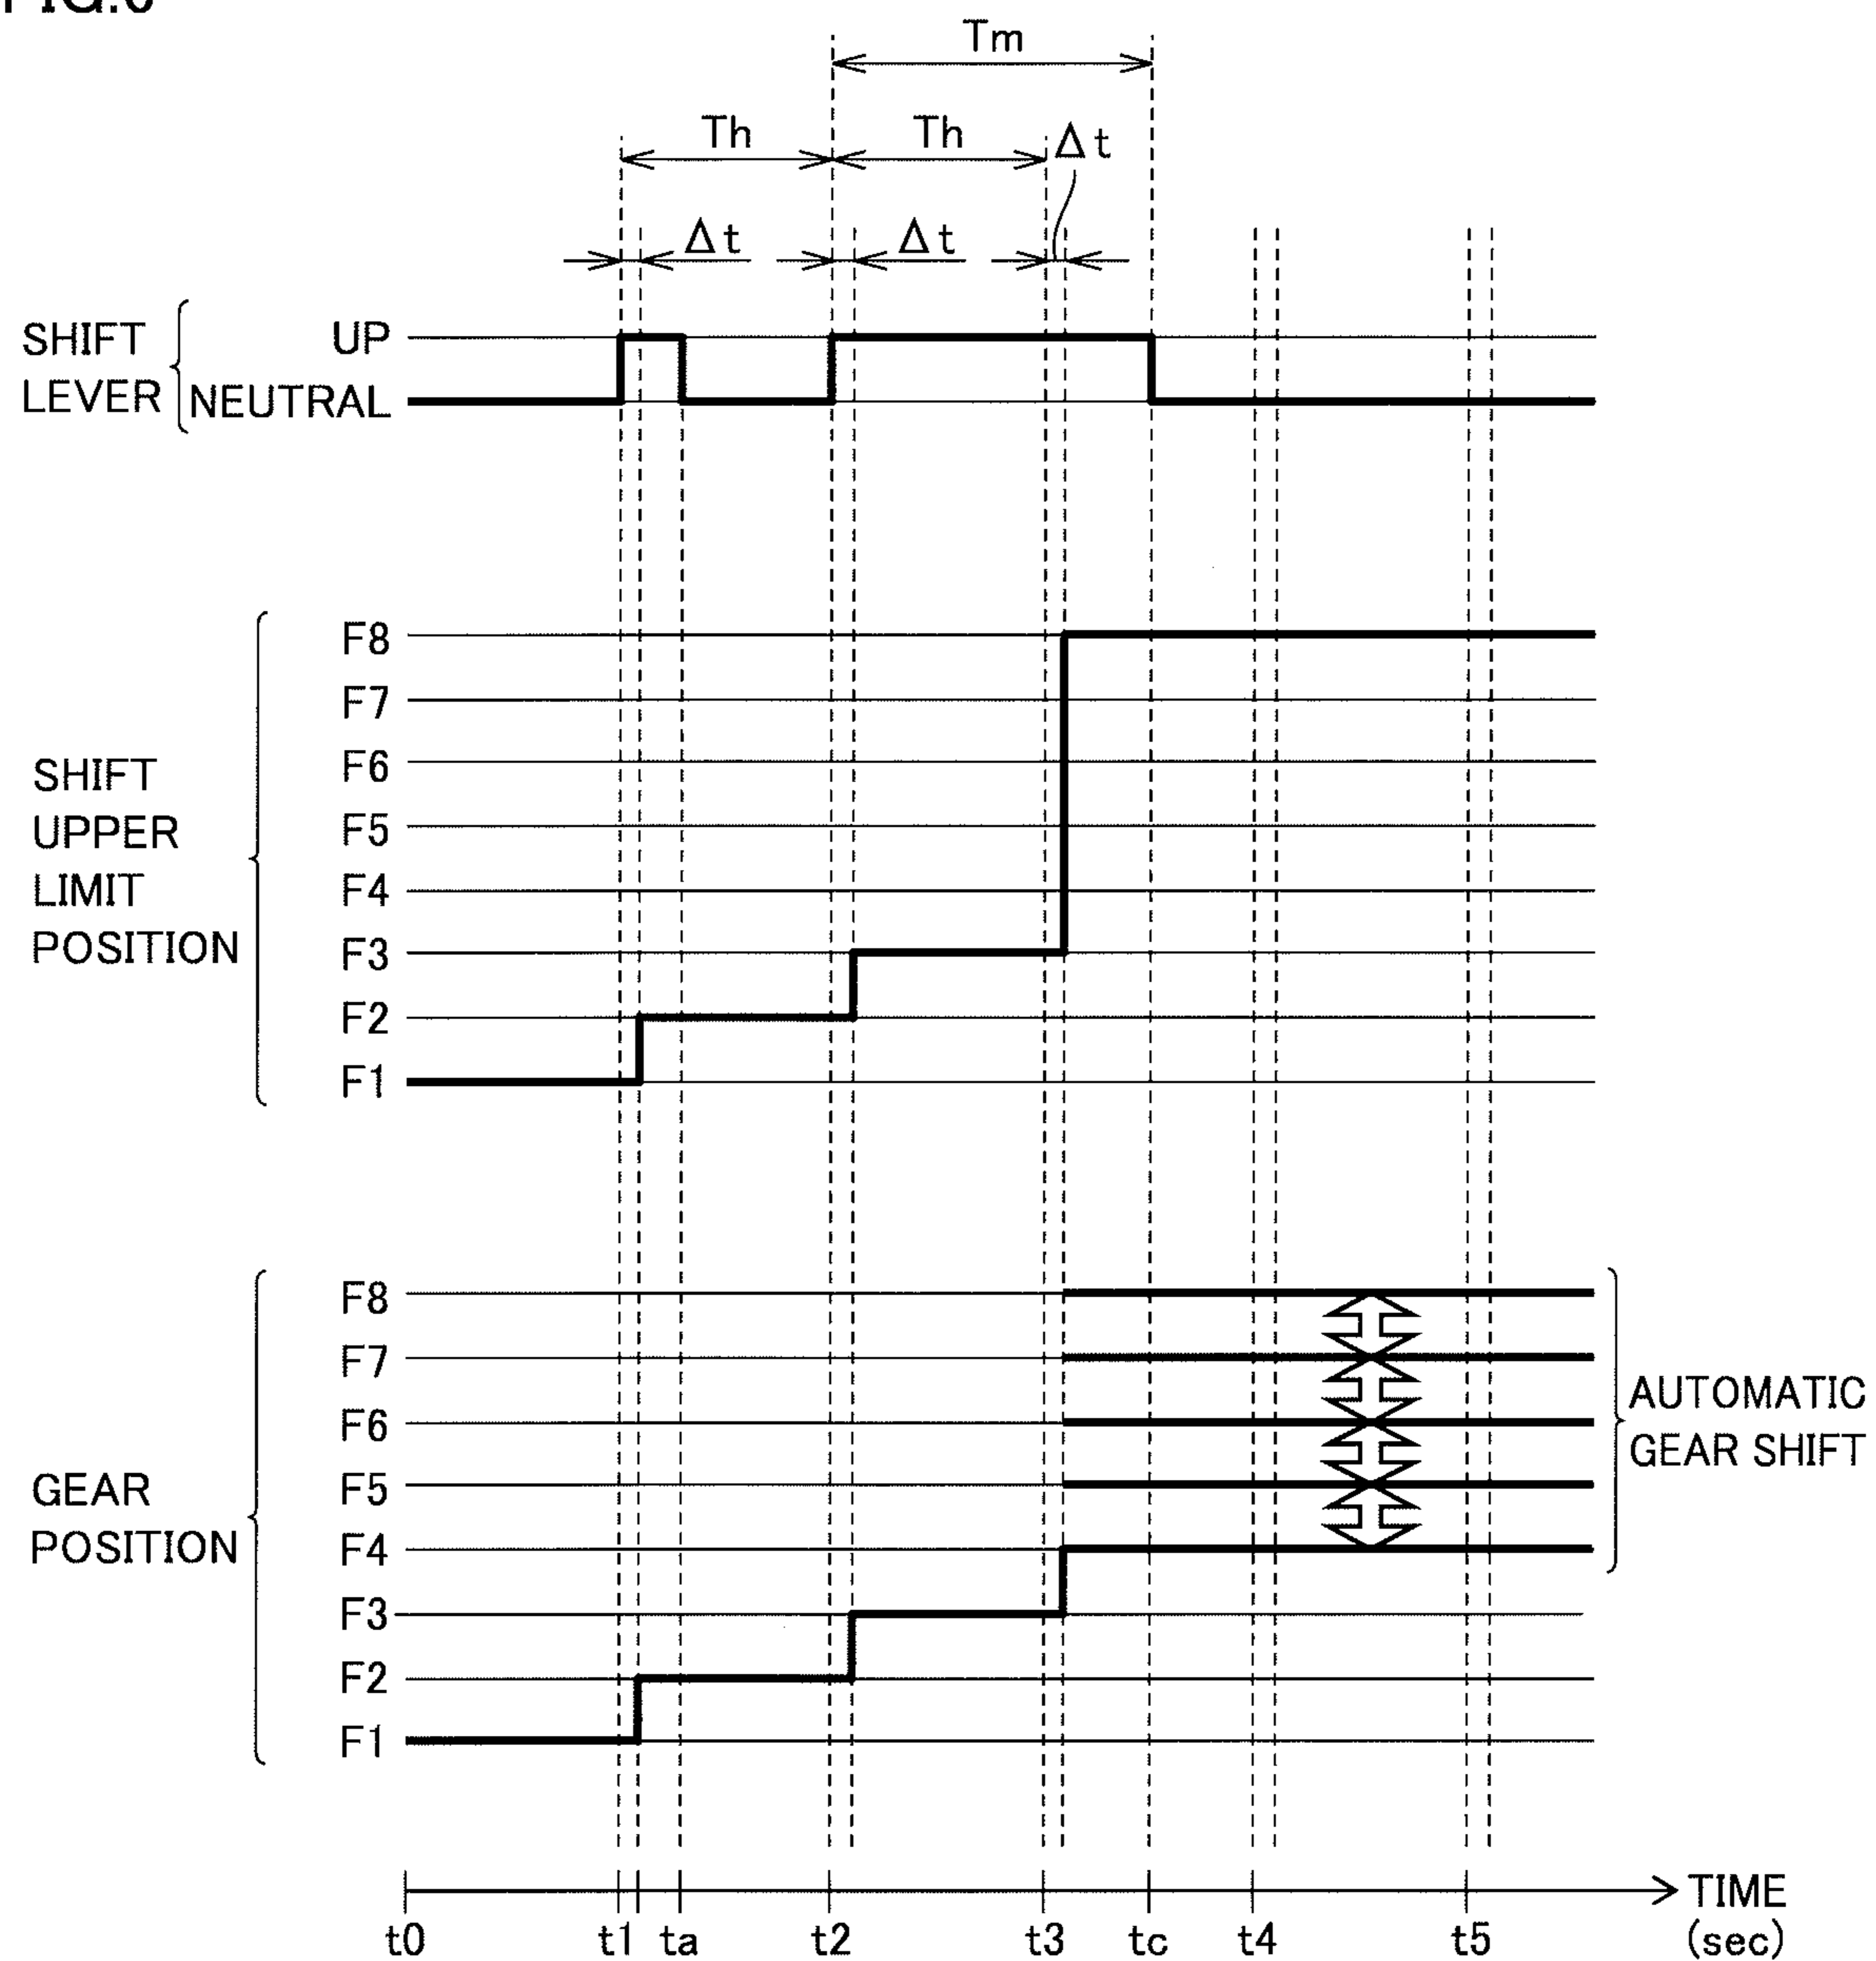 Tm
Th Th Δt
Δt Δt
SHIFT LEVER
UP
NEUTRAL
SHIFT
UPPER
LIMIT
POSITION
F8
F7
F6
F5
F4
F3
F2
F1
GEAR
POSITION
F8
F7
F6
F5
F4
F3
F2
F1
AUTOMATIC
GEAR SHIFT
t0 t1 ta t2 t3 tc t4 t5
TIME
(sec)